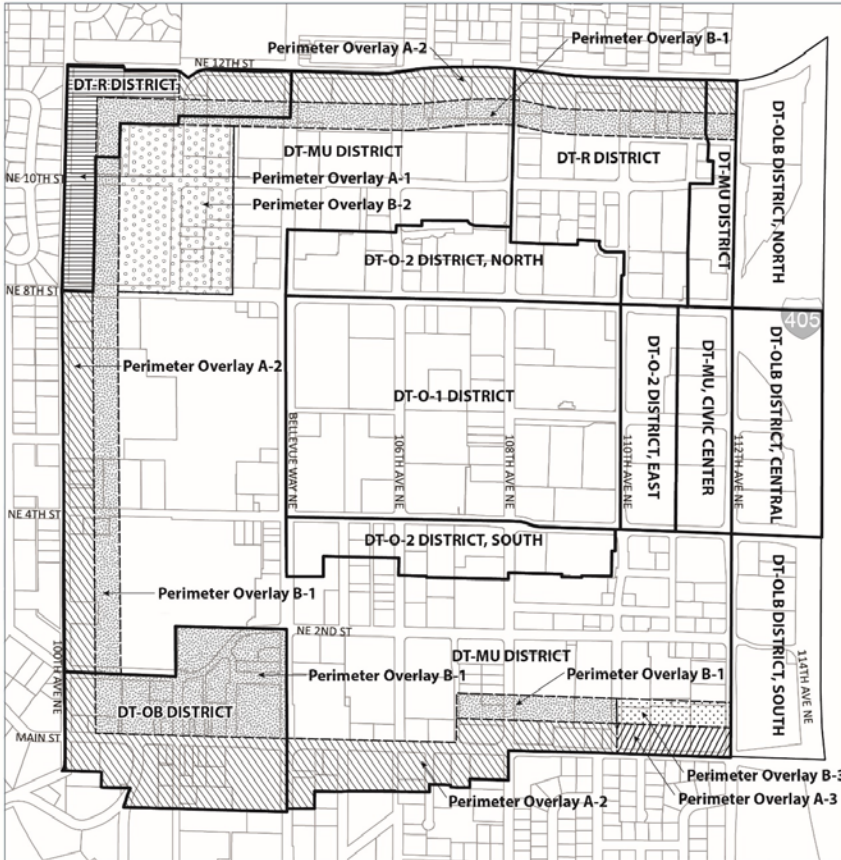 Perimeter Overlay B-1
Perimeter Overlay A-2
NE 12TH ST
DT-R DISTRICT
DT-OLB DISTRICT, NORTH
DT-MU DISTRICT
DT-R DISTRICT
DT-MU DISTRICT
NE 10TH ST
Perimeter Overlay A-1
Perimeter Overlay B-2
DT-O-2 DISTRICT, NORTH
NE 8TH ST
405
Perimeter Overlay A-2
DT-O-1 DISTRICT
DT-O-2 DISTRICT, EAST
DT-MU, CIVIC CENTER
DT-OLB DISTRICT, CENTRAL
BELLEVUE WAY NE
106TH AVE NE
108TH AVE NE
110TH AVE NE
112TH AVE NE
NE 4TH ST
DT-O-2 DISTRICT, SOUTH
DT-OLB DISTRICT, SOUTH
Perimeter Overlay B-1
NE 2ND ST
100TH AVE NE
DT-MU DISTRICT
114TH AVE NE
Perimeter Overlay B-1
Perimeter Overlay B-1
DT-OB DISTRICT
MAIN ST
Perimeter Overlay B-3
Perimeter Overlay A-2
Perimeter Overlay A-3